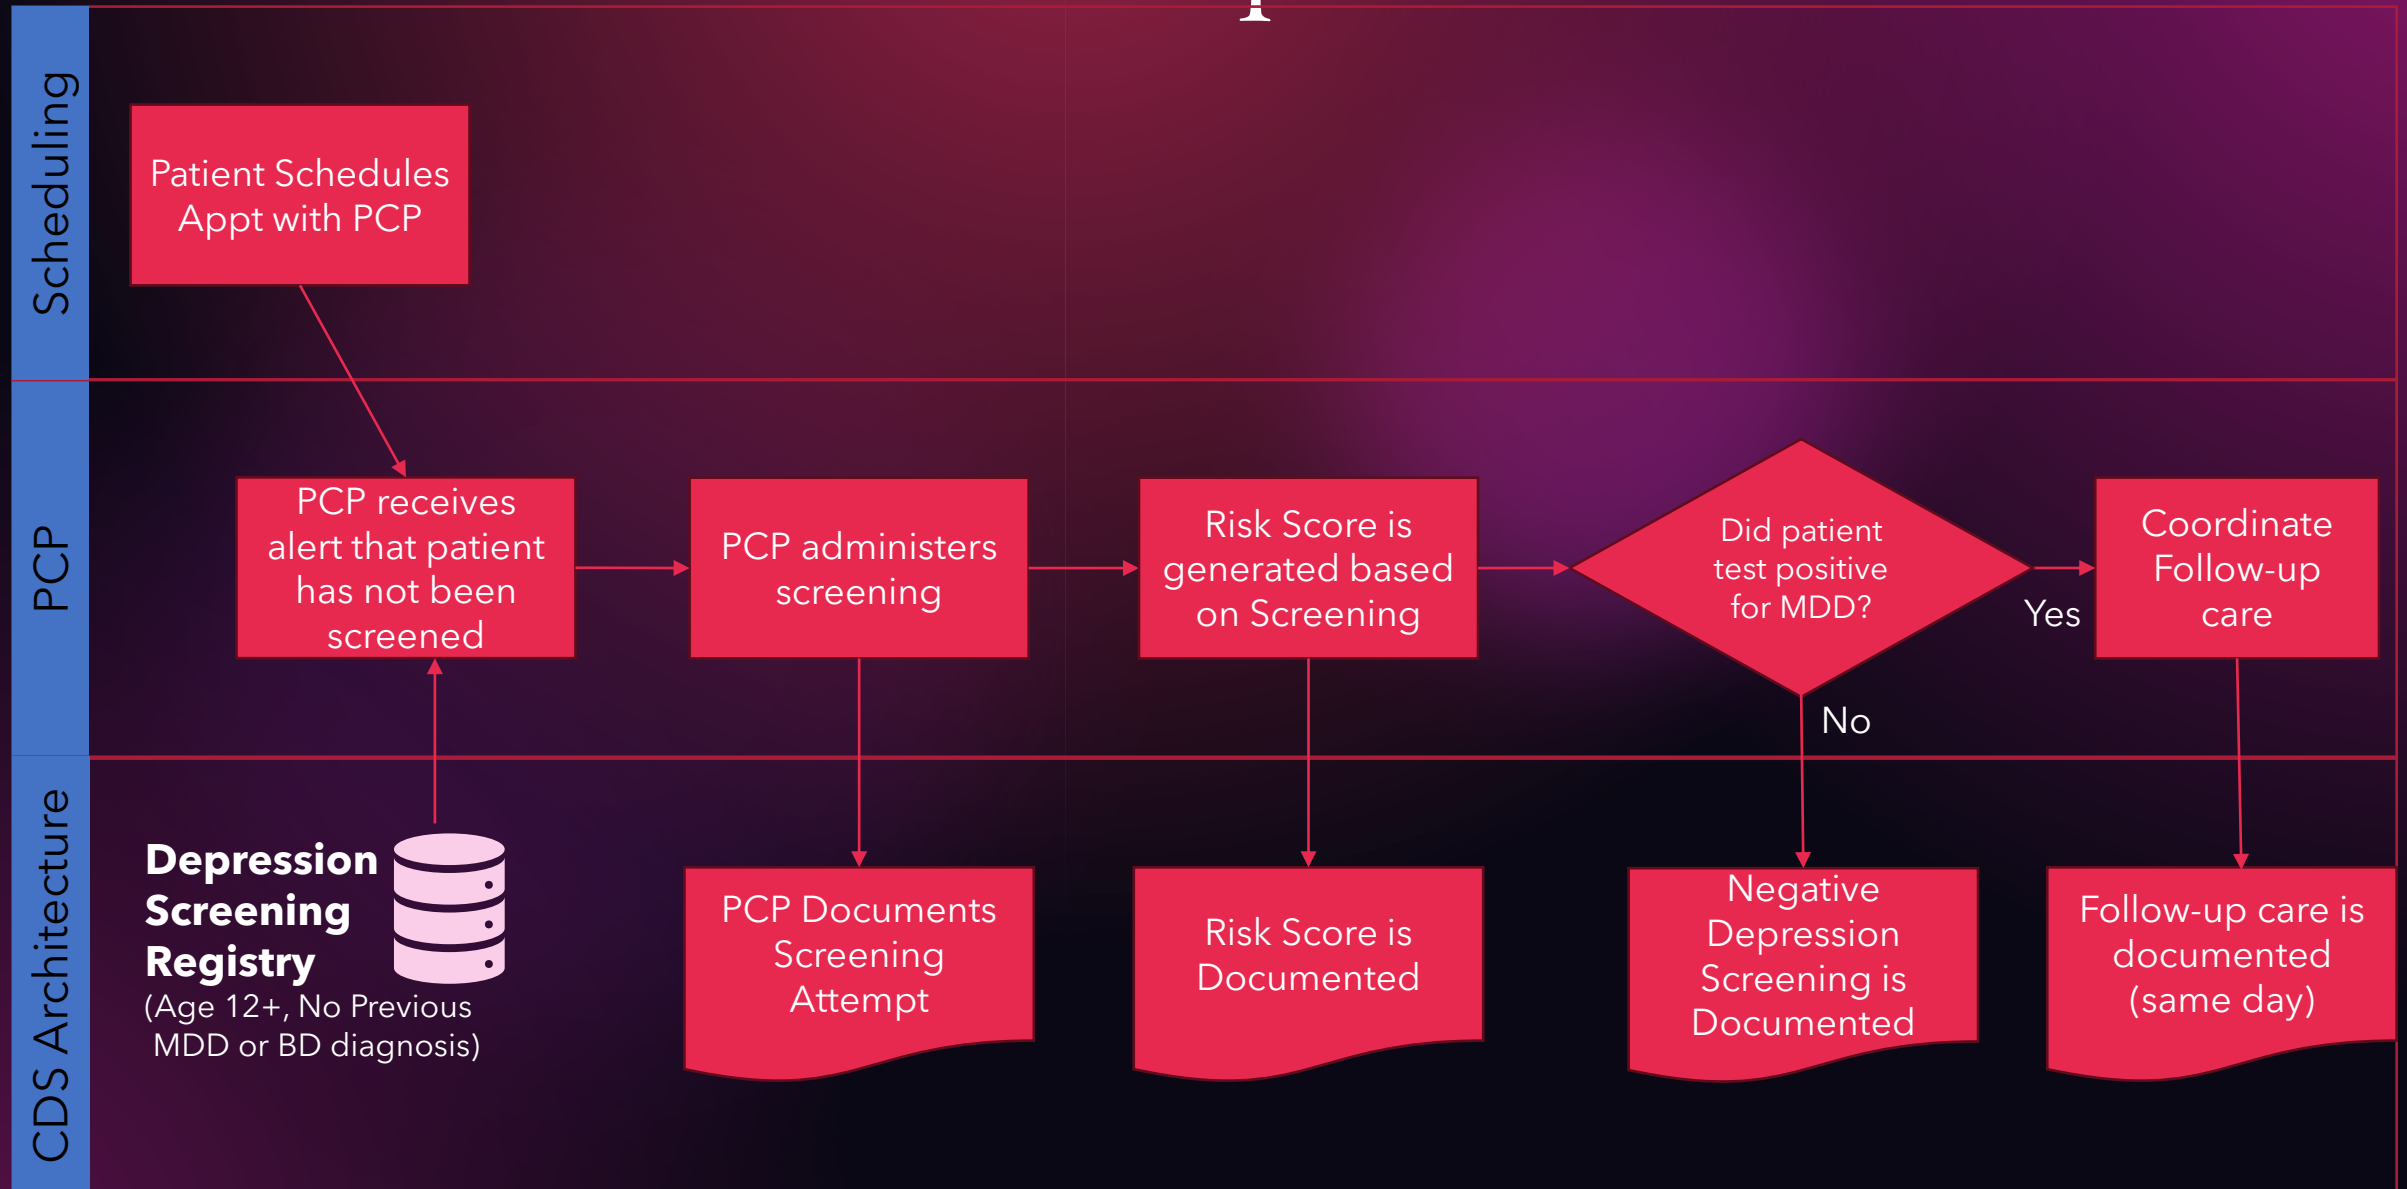 Scheduling
Patient Schedules
Appt with PCP
PCP
PCP receives
alert that patient
has not been
screened
PCP administers
screening
Risk Score is
generated based
on Screening
Did patient
test positive
for MDD?
Yes
No
Coordinate
Follow-up
care
CDS Architecture
Depression
Screening
Registry
(Age 12+, No Previous
MDD or BD diagnosis)
PCP Documents
Screening
Attempt
Risk Score is
Documented
Negative
Depression
Screening is
Documented
Follow-up care is
documented
(same day)